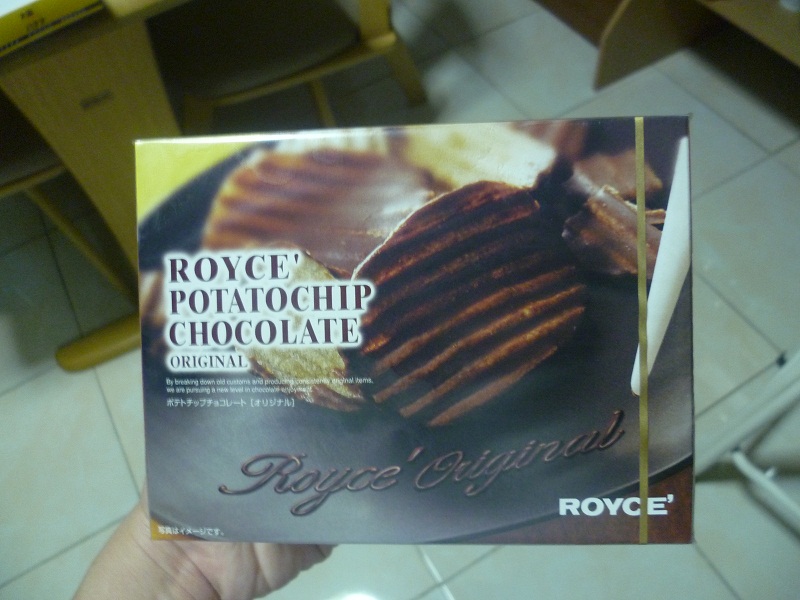 ROYCE'
POTATOCHIP
CHOCOLATE
ORIGINAL
By breaking down old customs and producing consistently original items,
we are pursuing a new level in chocolate enjoyment.
ポテトチップチョコレート [オリジナル]
Royce' Original
ROYCE'
写真はイメージです。